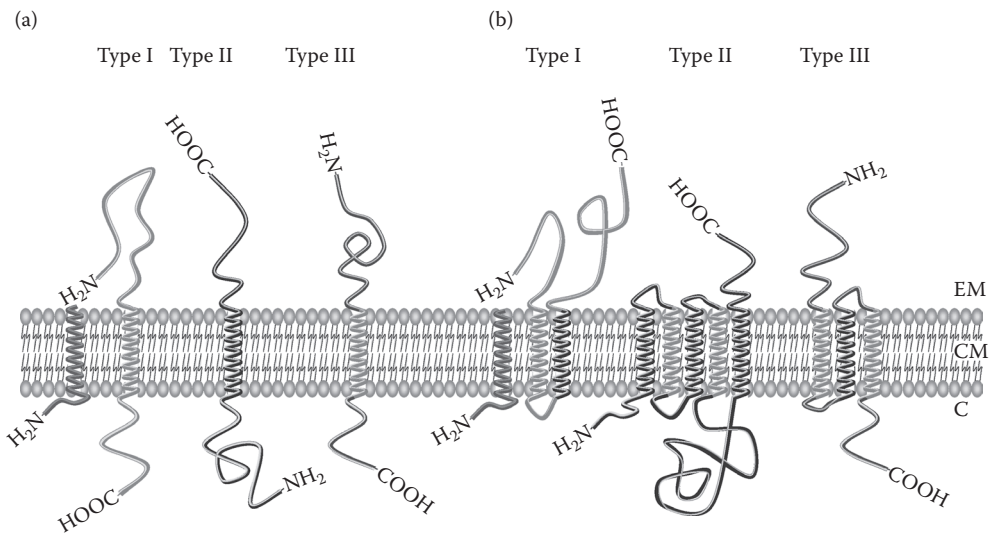 (a)
(b)
Type I
Type II
Type III
Type I
Type II
Type III
HOOC
H₂N
HOOC
HOOC
NH₂
H₂N
H₂N
EM
CM
C
H₂N
H₂N
H₂N
HOOC
NH₂
COOH
COOH